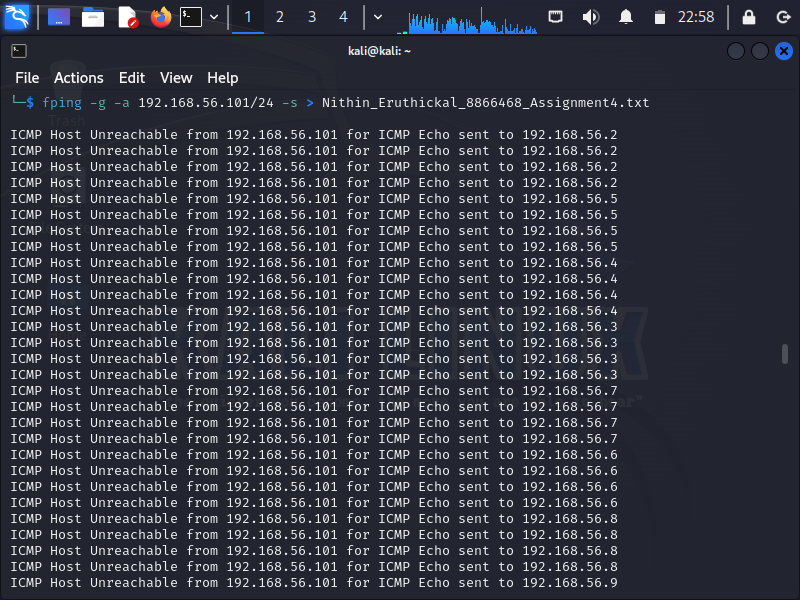 1 2 3 4 22:58
kali@kali: ~
File Actions Edit View Help
└─$ fping -g -a 192.168.56.101/24 -s > Nithin_Eruthickal_8866468_Assignment4.txt
Trash
ICMP Host Unreachable from 192.168.56.101 for ICMP Echo sent to 192.168.56.2
ICMP Host Unreachable from 192.168.56.101 for ICMP Echo sent to 192.168.56.2
ICMP Host Unreachable from 192.168.56.101 for ICMP Echo sent to 192.168.56.2
ICMP Host Unreachable from 192.168.56.101 for ICMP Echo sent to 192.168.56.2
ICMP Host Unreachable from 192.168.56.101 for ICMP Echo sent to 192.168.56.5
ICMP Host Unreachable from 192.168.56.101 for ICMP Echo sent to 192.168.56.5
ICMP Host Unreachable from 192.168.56.101 for ICMP Echo sent to 192.168.56.5
ICMP Host Unreachable from 192.168.56.101 for ICMP Echo sent to 192.168.56.5
ICMP Host Unreachable from 192.168.56.101 for ICMP Echo sent to 192.168.56.4
ICMP Host Unreachable from 192.168.56.101 for ICMP Echo sent to 192.168.56.4
ICMP Host Unreachable from 192.168.56.101 for ICMP Echo sent to 192.168.56.4
ICMP Host Unreachable from 192.168.56.101 for ICMP Echo sent to 192.168.56.4
ICMP Host Unreachable from 192.168.56.101 for ICMP Echo sent to 192.168.56.3
ICMP Host Unreachable from 192.168.56.101 for ICMP Echo sent to 192.168.56.3
ICMP Host Unreachable from 192.168.56.101 for ICMP Echo sent to 192.168.56.3
ICMP Host Unreachable from 192.168.56.101 for ICMP Echo sent to 192.168.56.3
ICMP Host Unreachable from 192.168.56.101 for ICMP Echo sent to 192.168.56.7
ICMP Host Unreachable from 192.168.56.101 for ICMP Echo sent to 192.168.56.7
ICMP Host Unreachable from 192.168.56.101 for ICMP Echo sent to 192.168.56.7
ICMP Host Unreachable from 192.168.56.101 for ICMP Echo sent to 192.168.56.7
ICMP Host Unreachable from 192.168.56.101 for ICMP Echo sent to 192.168.56.6
ICMP Host Unreachable from 192.168.56.101 for ICMP Echo sent to 192.168.56.6
ICMP Host Unreachable from 192.168.56.101 for ICMP Echo sent to 192.168.56.6
ICMP Host Unreachable from 192.168.56.101 for ICMP Echo sent to 192.168.56.6
ICMP Host Unreachable from 192.168.56.101 for ICMP Echo sent to 192.168.56.8
ICMP Host Unreachable from 192.168.56.101 for ICMP Echo sent to 192.168.56.8
ICMP Host Unreachable from 192.168.56.101 for ICMP Echo sent to 192.168.56.8
ICMP Host Unreachable from 192.168.56.101 for ICMP Echo sent to 192.168.56.8
ICMP Host Unreachable from 192.168.56.101 for ICMP Echo sent to 192.168.56.9